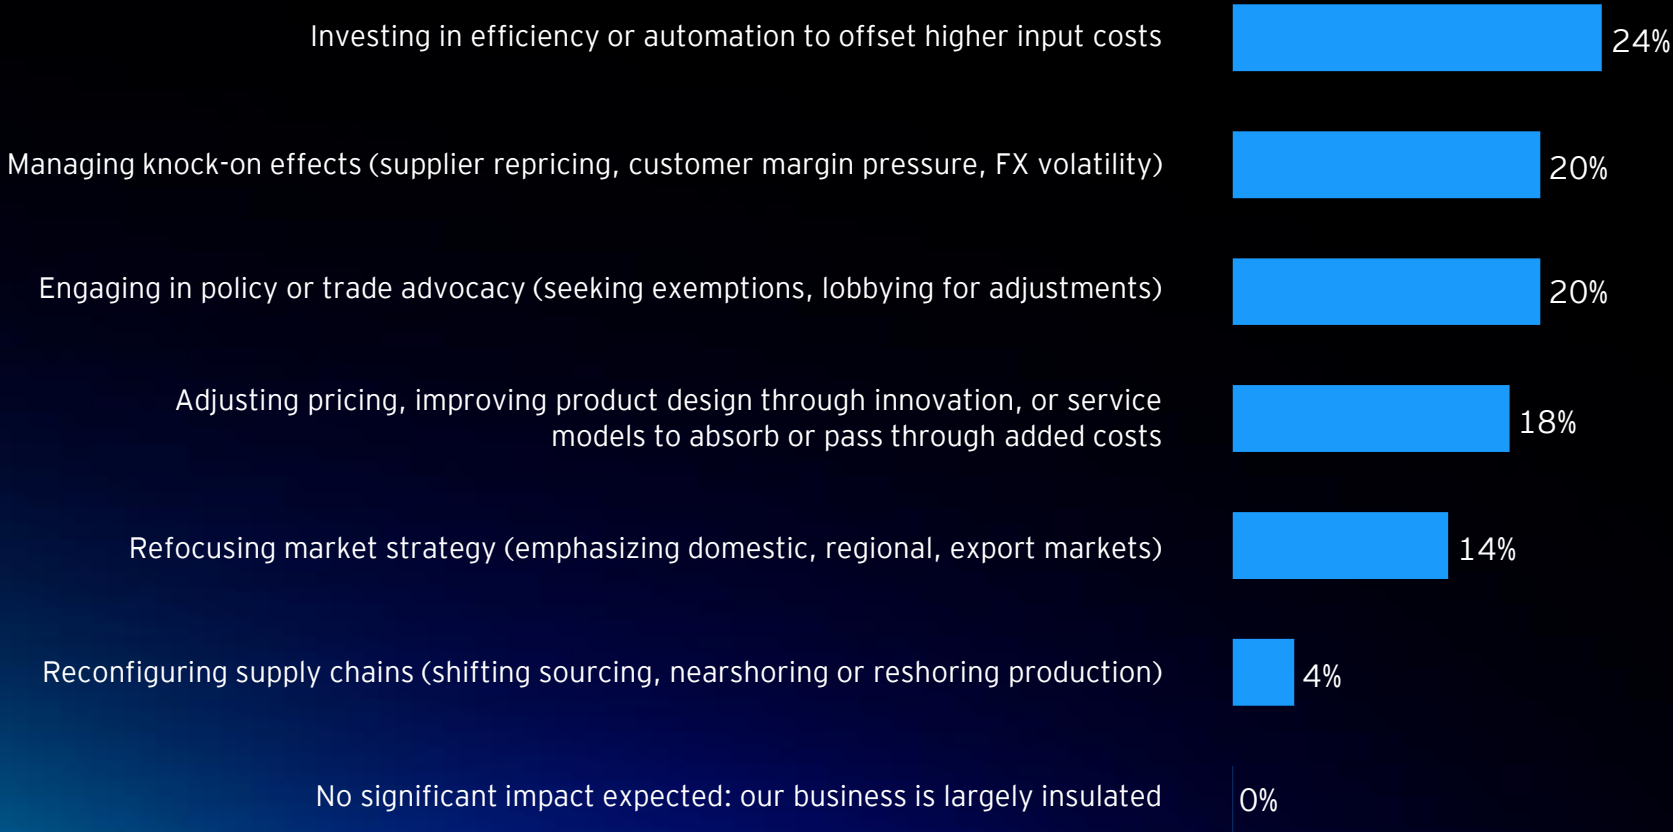 Investing in efficiency or automation to offset higher input costs
24%
Managing knock-on effects (supplier repricing, customer margin pressure, FX volatility)
20%
Engaging in policy or trade advocacy (seeking exemptions, lobbying for adjustments)
20%
Adjusting pricing, improving product design through innovation, or service
models to absorb or pass through added costs
18%
Refocusing market strategy (emphasizing domestic, regional, export markets)
14%
Reconfiguring supply chains (shifting sourcing, nearshoring or reshoring production)
4%
No significant impact expected: our business is largely insulated
0%